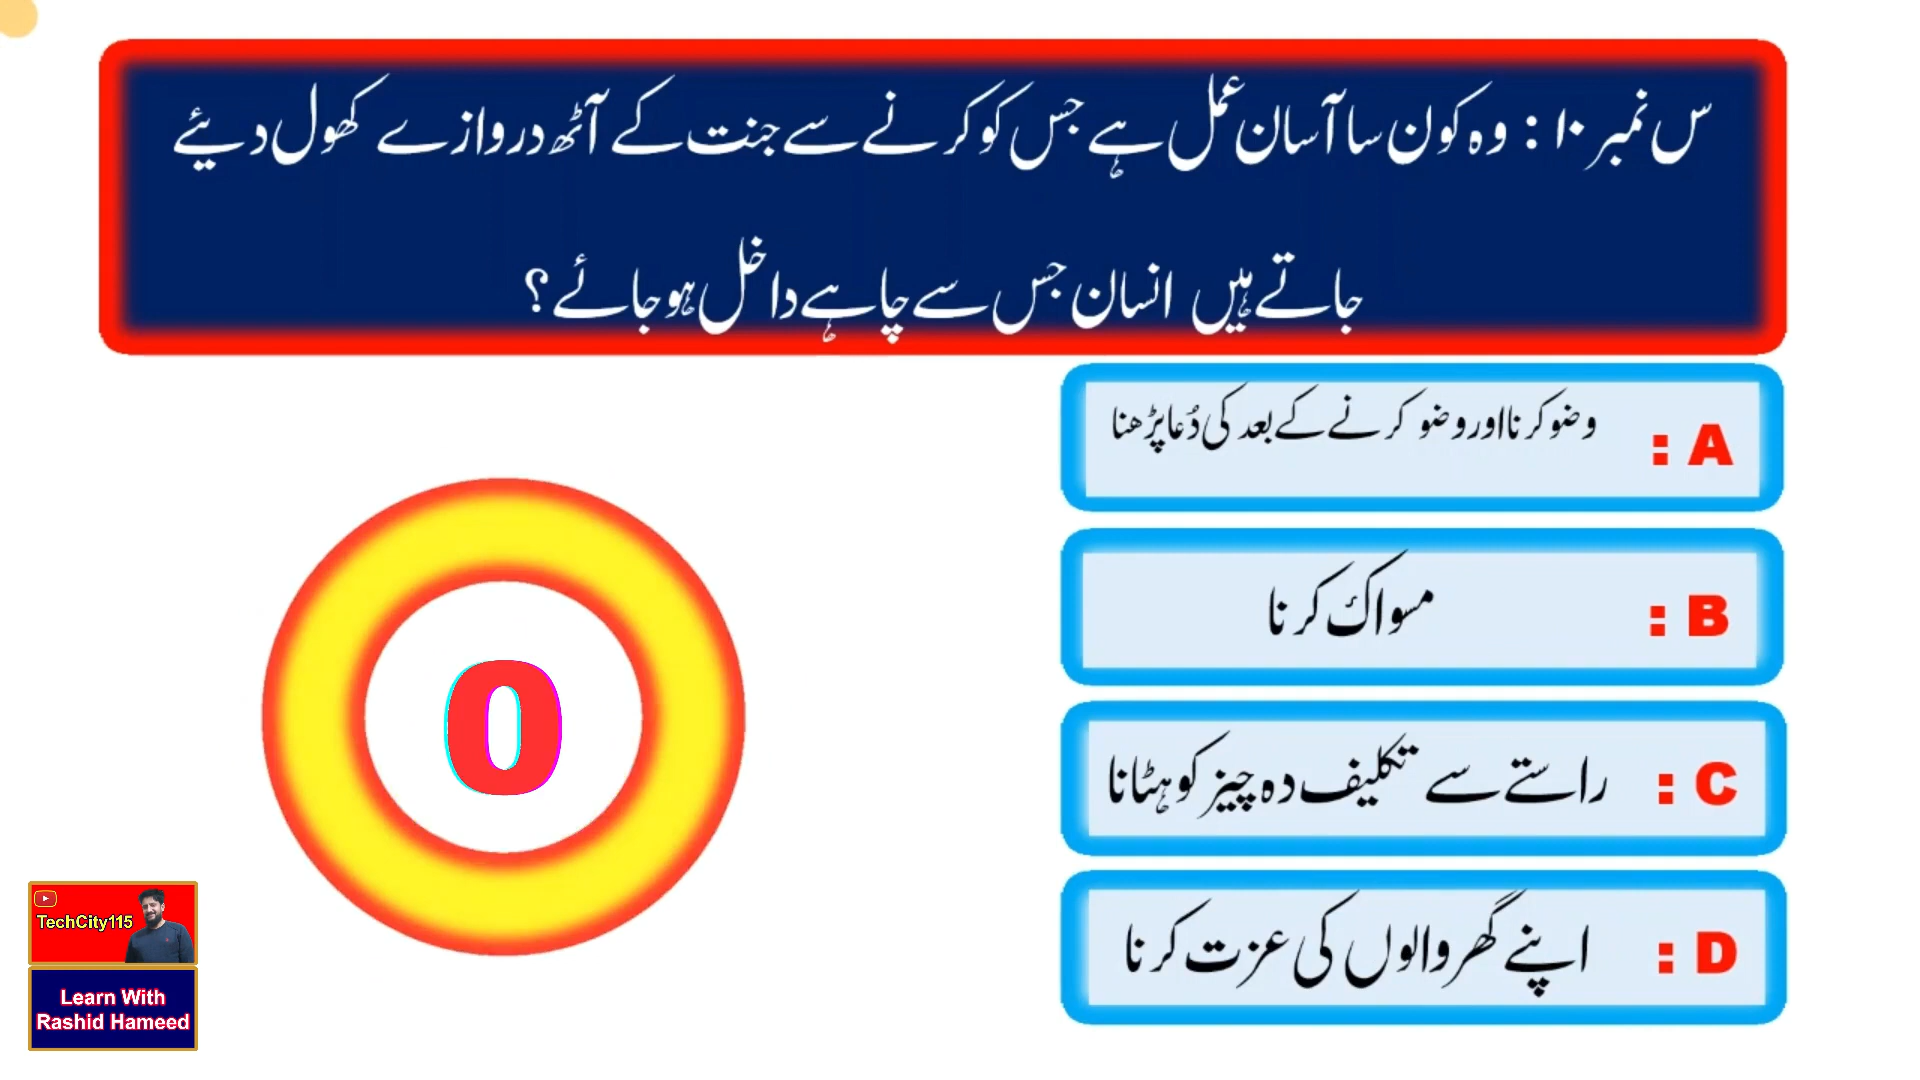 س نمبر ۱۰ : وہ کون سا آسان عمل ہے جس کو کرنے سے جنت کے آٹھ دروازے کھول دیئے
جاتے ہیں انسان جس سے چاہے داخل ہو جائے ؟
A : وضو کرنا اور وضو کرنے کے بعد کی دُعا پڑھنا
B : مسواک کرنا
C : راستے سے تکلیف دہ چیز کو ہٹانا
D : اپنے گھر والوں کی عزت کرنا
0
TechCity115
Learn With
Rashid Hameed